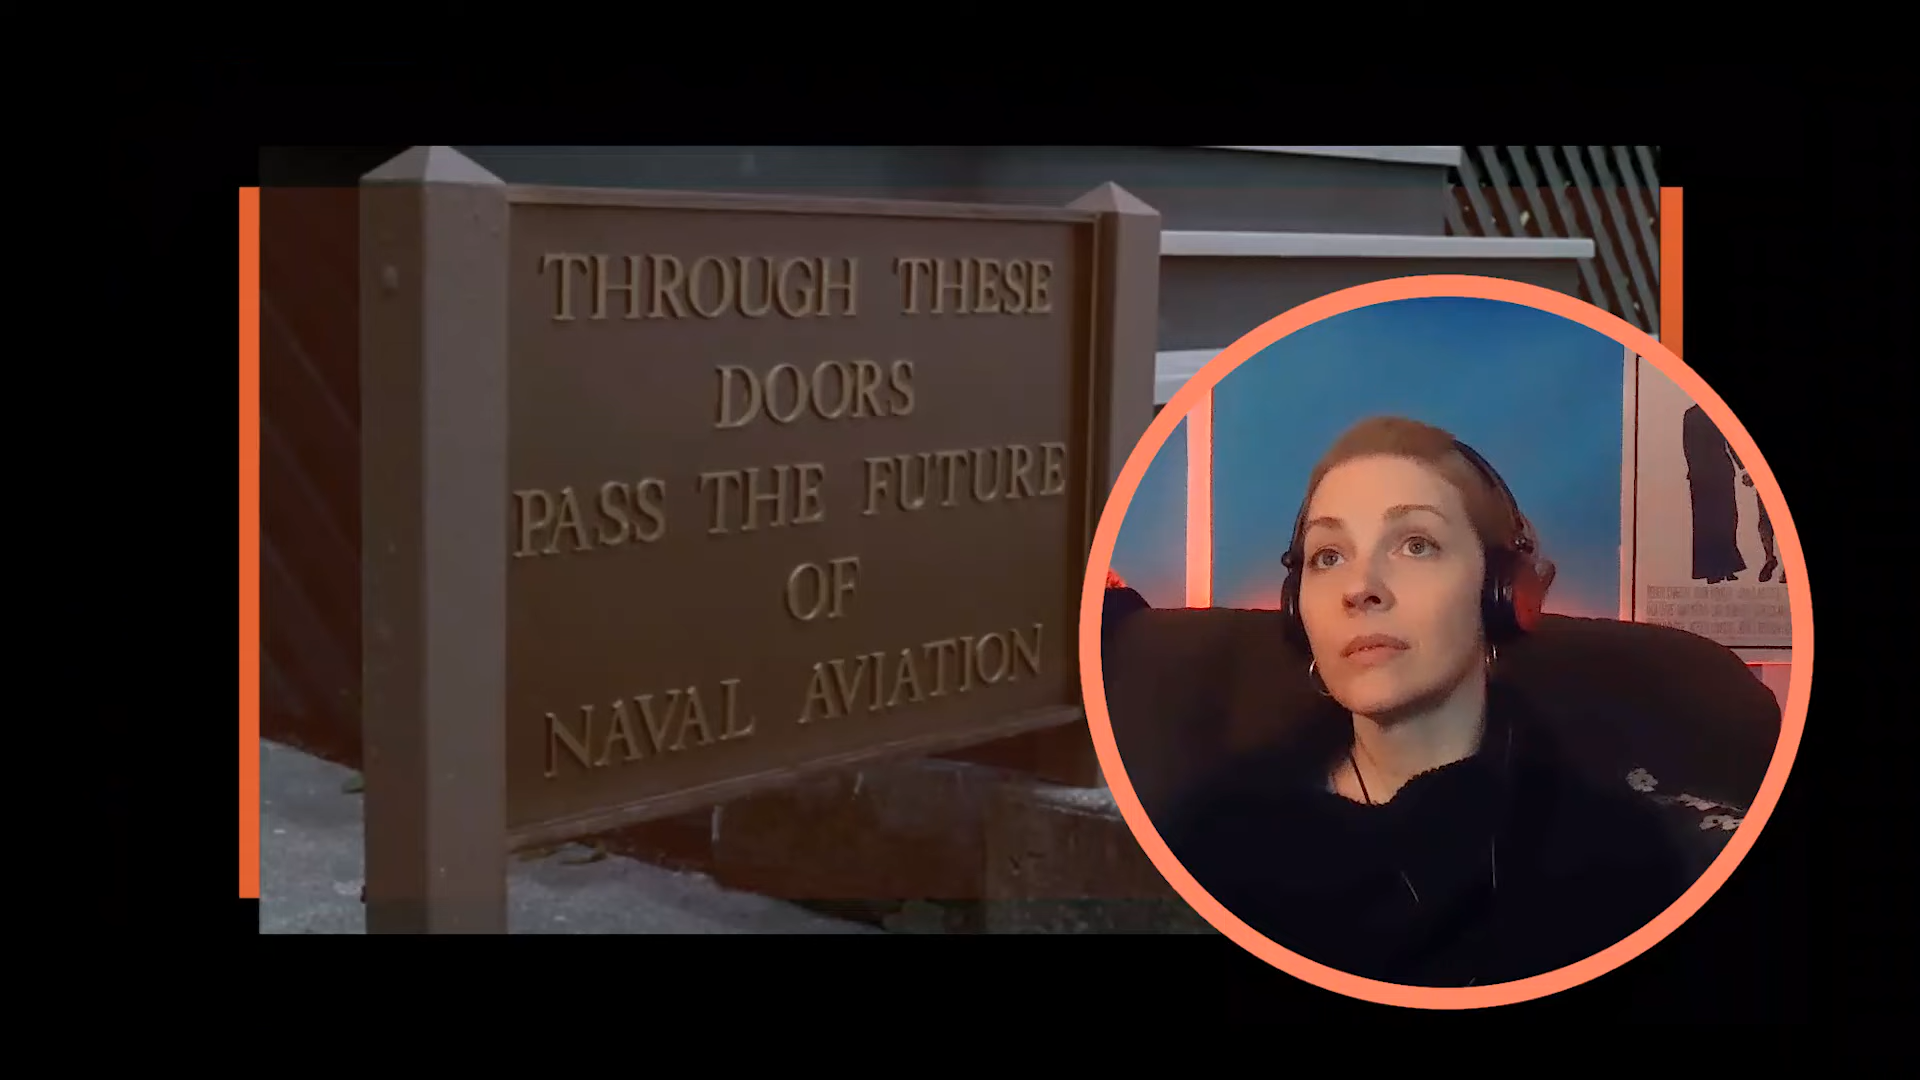 THROUGH THESE
DOORS
PASS THE FUTURE
OF
NAVAL AVIATION